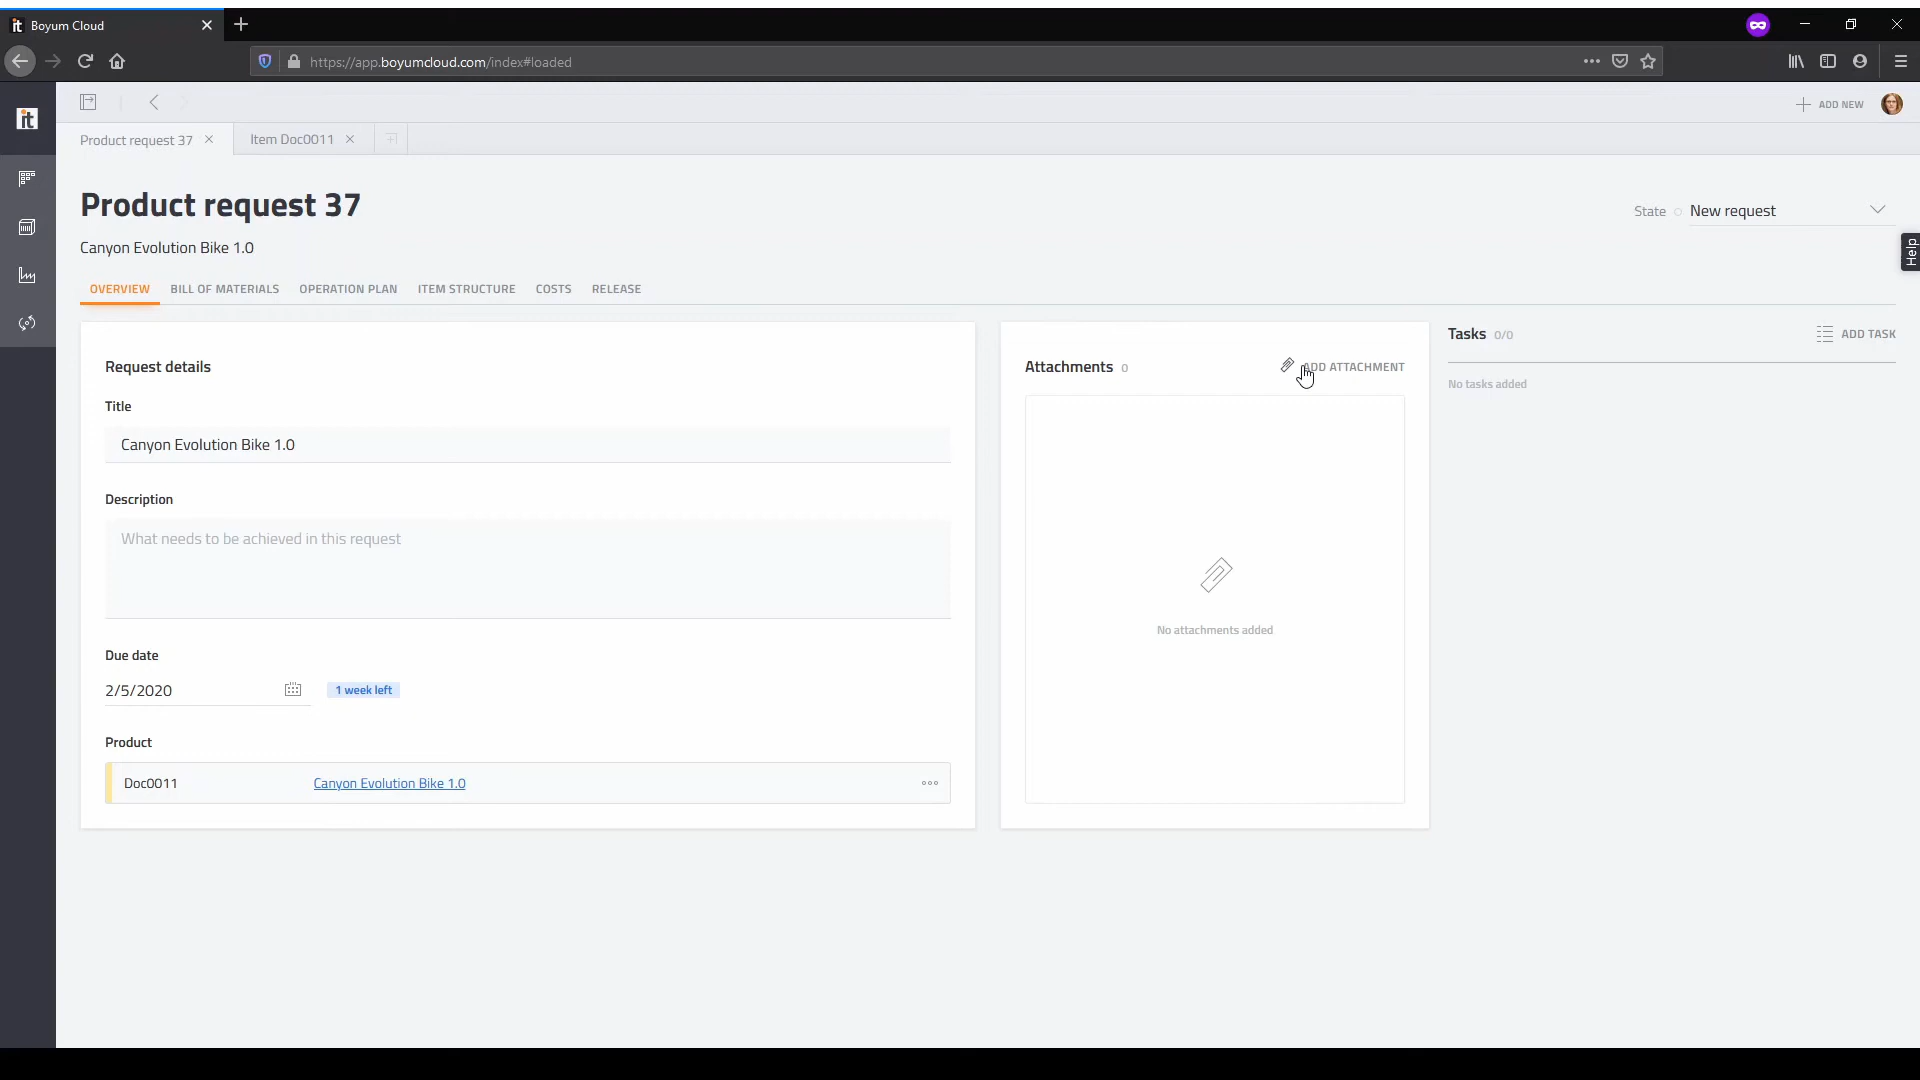 it Boyum Cloud
https://app.boyumcloud.com/index#loaded
it
ADD NEW
Product request 37
Item Doc0011
Product request 37
State New request
Help
Canyon Evolution Bike 1.0
OVERVIEW BILL OF MATERIALS OPERATION PLAN ITEM STRUCTURE COSTS RELEASE
Request details
Title
Canyon Evolution Bike 1.0
Description
What needs to be achieved in this request
Due date
2/5/2020
1 week left
Product
Doc0011 Canyon Evolution Bike 1.0
Attachments 0
ADD ATTACHMENT
No attachments added
Tasks 0/0
ADD TASK
No tasks added